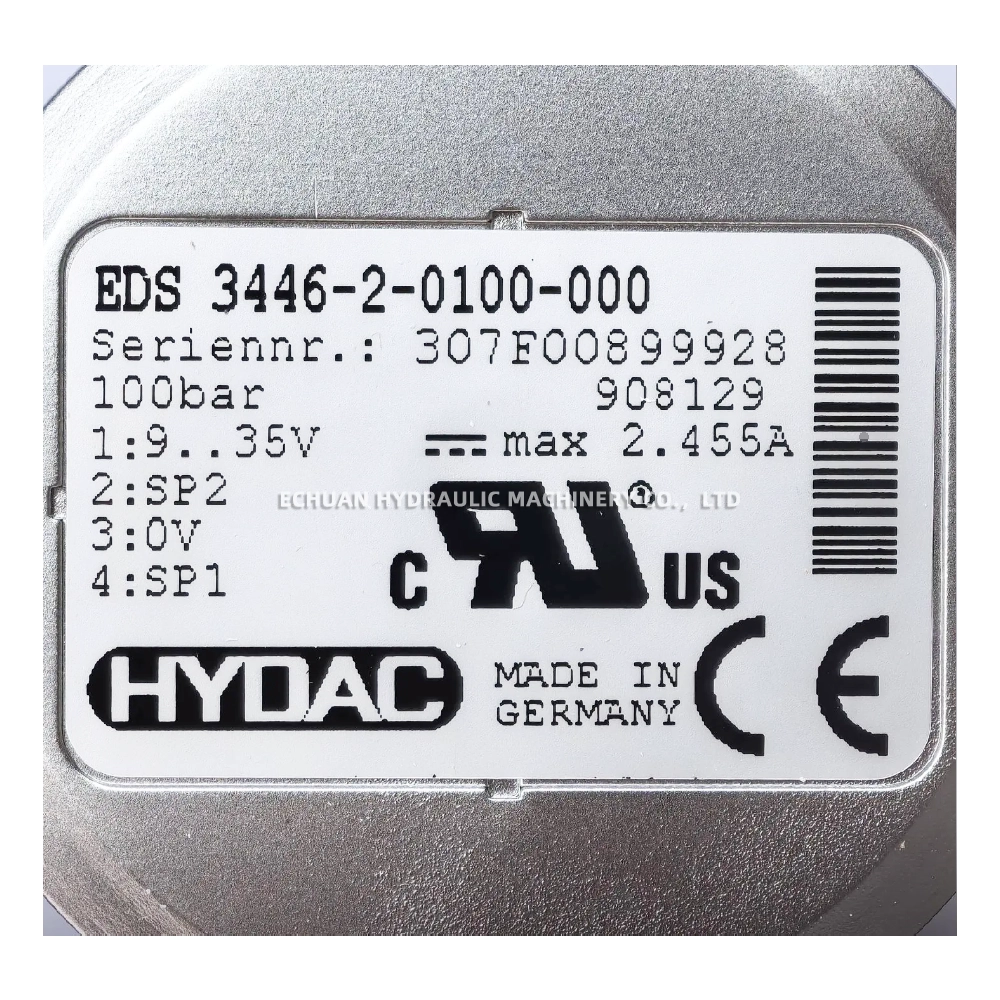 EDS 3446-2-0100-000
Seriennr.: 307F00899928
100bar 908129
1:9..35V ⎓ max 2.455A
2:SP2
ECHUAN HYDRAULIC MACHINERY CO., LTD
3:0V
4:SP1
c RU ® US
HYDAC
MADE IN
GERMANY
CE